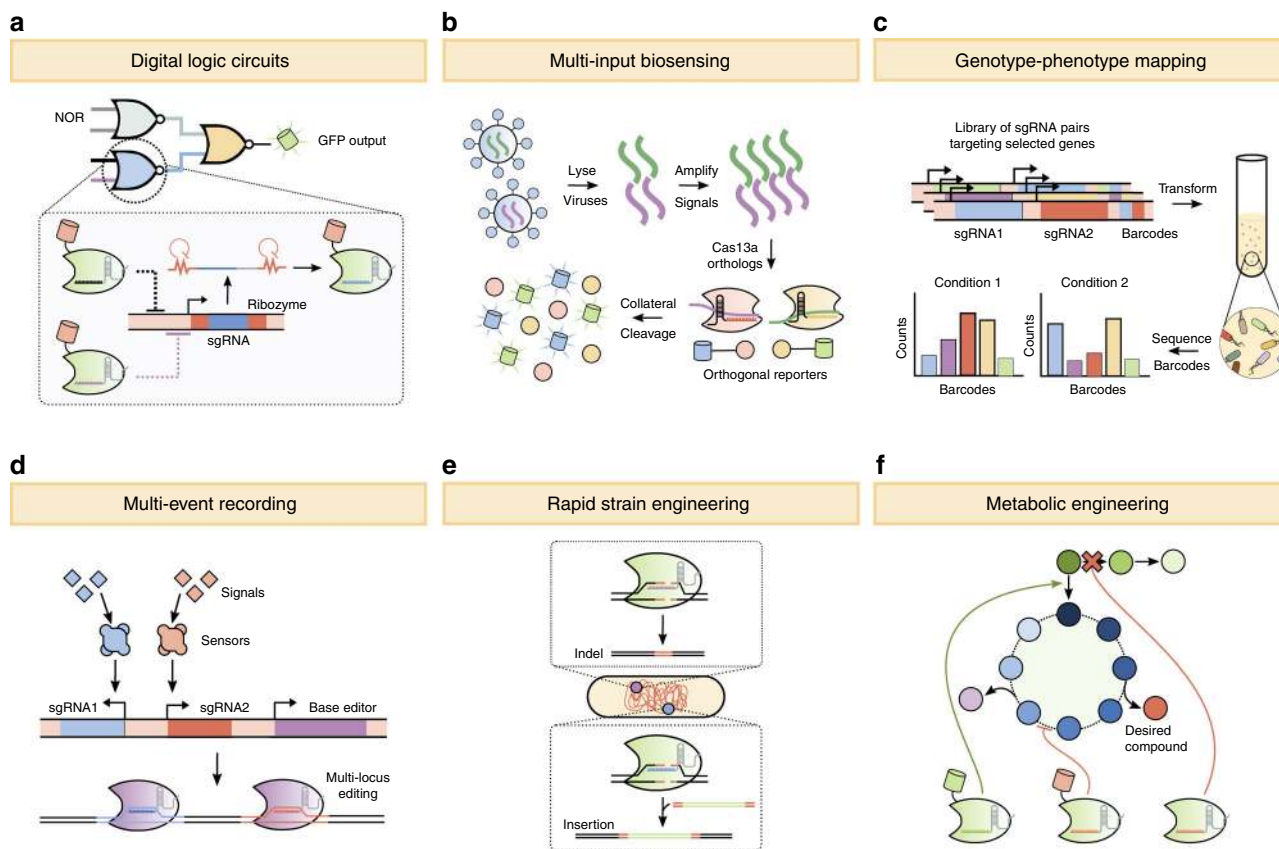 a
Digital logic circuits
NOR
GFP output
Ribozyme
sgRNA
b
Multi-input biosensing
Lyse
Viruses
Amplify
Signals
Cas13a
orthologs
Collateral
Cleavage
Orthogonal reporters
c
Genotype-phenotype mapping
Library of sgRNA pairs
targeting selected genes
Transform
sgRNA1
sgRNA2
Barcodes
Condition 1
Condition 2
Counts
Counts
Barcodes
Barcodes
Sequence
Barcodes
d
Multi-event recording
Signals
Sensors
sgRNA1
sgRNA2
Base editor
Multi-locus
editing
e
Rapid strain engineering
Indel
Insertion
f
Metabolic engineering
Desired
compound